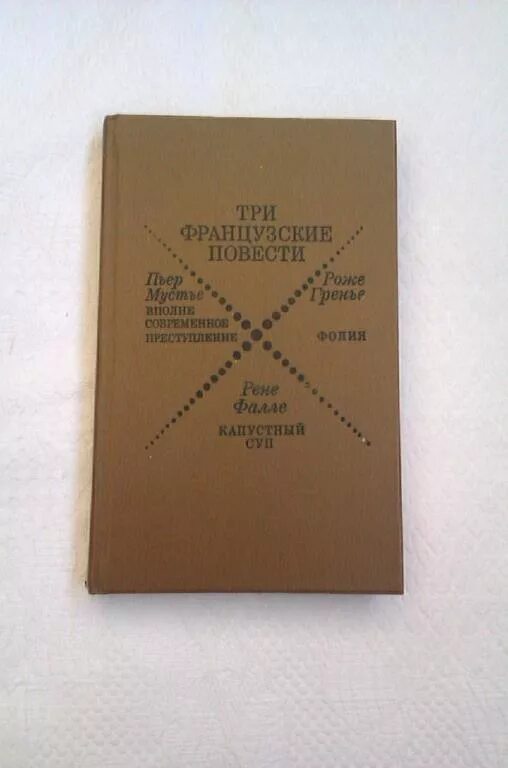 ТРИ
ФРАНЦУЗСКИЕ
ПОВЕСТИ
Пьер
Мустье
ВПОЛНЕ
СОВРЕМЕННОЕ
ПРЕСТУПЛЕНИЕ
Роже
Гренье
ФОЛИЯ
Рене
Фалле
КАПУСТНЫЙ
СУП